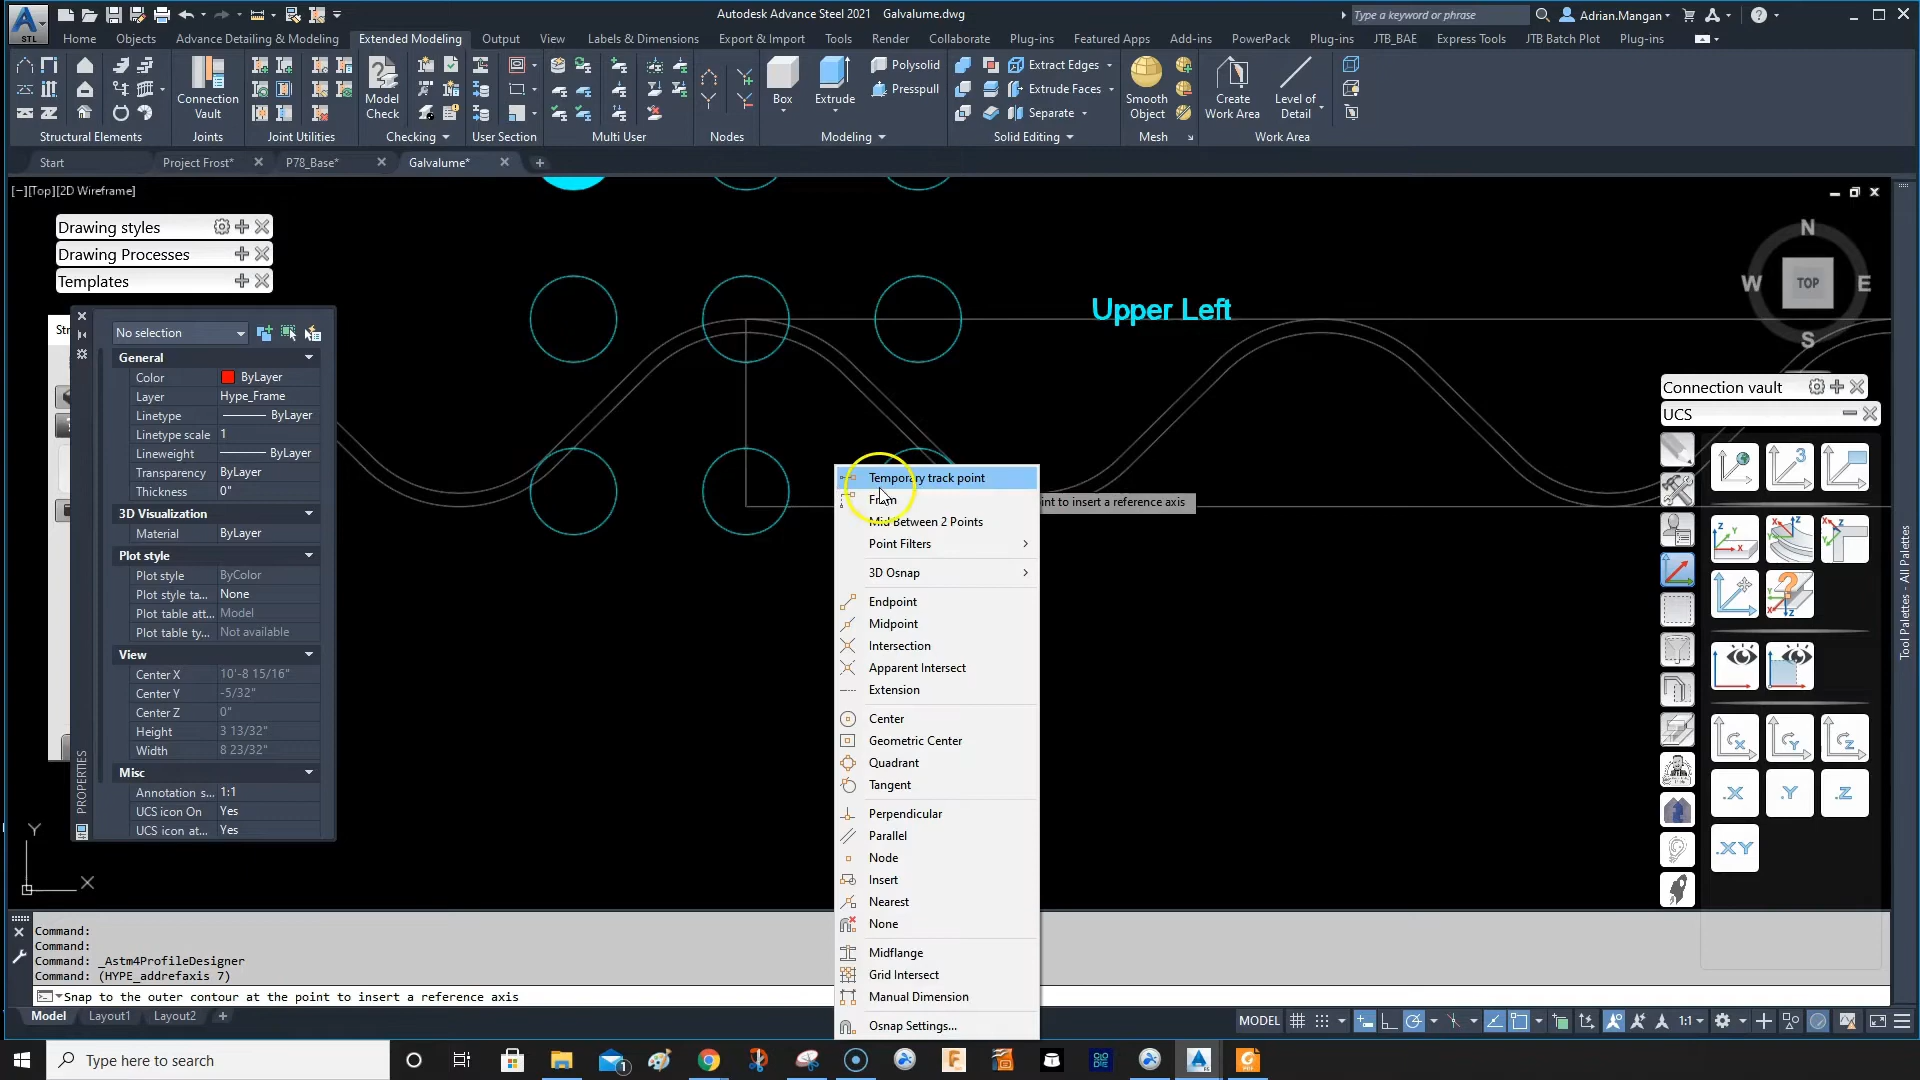 Autodesk Advance Steel 2021 Galvalume.dwg
Type a keyword or phrase
Adrian.Mangan
STL
Home Objects Advance Detailing & Modeling Extended Modeling Output View Labels & Dimensions Export & Import Tools Render Collaborate Plug-ins Featured Apps Add-ins PowerPack Plug-ins JTB_BAE Express Tools JTB Batch Plot Plug-ins
Connection Vault
Model Check
Box
Extrude
Polysolid
Presspull
Extract Edges
Extrude Faces
Separate
Smooth Object
Create Work Area
Level of Detail
Structural Elements Joints Joint Utilities Checking User Section Multi User Nodes Modeling Solid Editing Mesh Work Area
Start Project Frost* P78_Base* Galvalume*
[−][Top][2D Wireframe]
Drawing styles
Drawing Processes
Templates
Str
No selection
General
Color ByLayer
Layer Hype_Frame
Linetype ByLayer
Linetype scale 1
Lineweight ByLayer
Transparency ByLayer
Thickness 0"
3D Visualization
Material ByLayer
Plot style
Plot style ByColor
Plot style ta... None
Plot table att... Model
Plot table ty... Not available
View
Center X 10'-8 15/16"
Center Y -5/32"
Center Z 0"
Height 3 13/32"
Width 8 23/32"
Misc
Annotation s... 1:1
UCS icon On Yes
UCS icon at... Yes
PROPERTIES
Upper Left
Temporary track point
From
Mid Between 2 Points
Point Filters
3D Osnap
Endpoint
Midpoint
Intersection
Apparent Intersect
Extension
Center
Geometric Center
Quadrant
Tangent
Perpendicular
Parallel
Node
Insert
Nearest
None
Midflange
Grid Intersect
Manual Dimension
Osnap Settings...
int to insert a reference axis
N
W TOP E
S
Connection vault
UCS
3
.X .Y .Z
.XY
Tool Palettes - All Palettes
Y
X
Command:
Command:
Command: _Astm4ProfileDesigner
Command: (HYPE_addrefaxis 7)
Snap to the outer contour at the point to insert a reference axis
Model Layout1 Layout2
MODEL 1:1
Type here to search